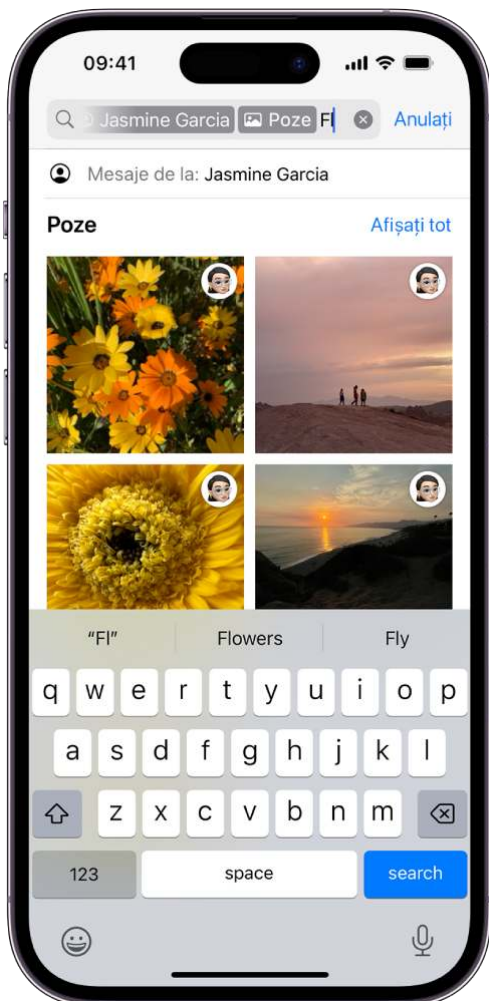 09:41
Jasmine Garcia Poze Fl Anulați
Mesaje de la: Jasmine Garcia
Poze Afișați tot
“Fl” Flowers Fly
q w e r t y u i o p
a s d f g h j k l
z x c v b n m
123 space search